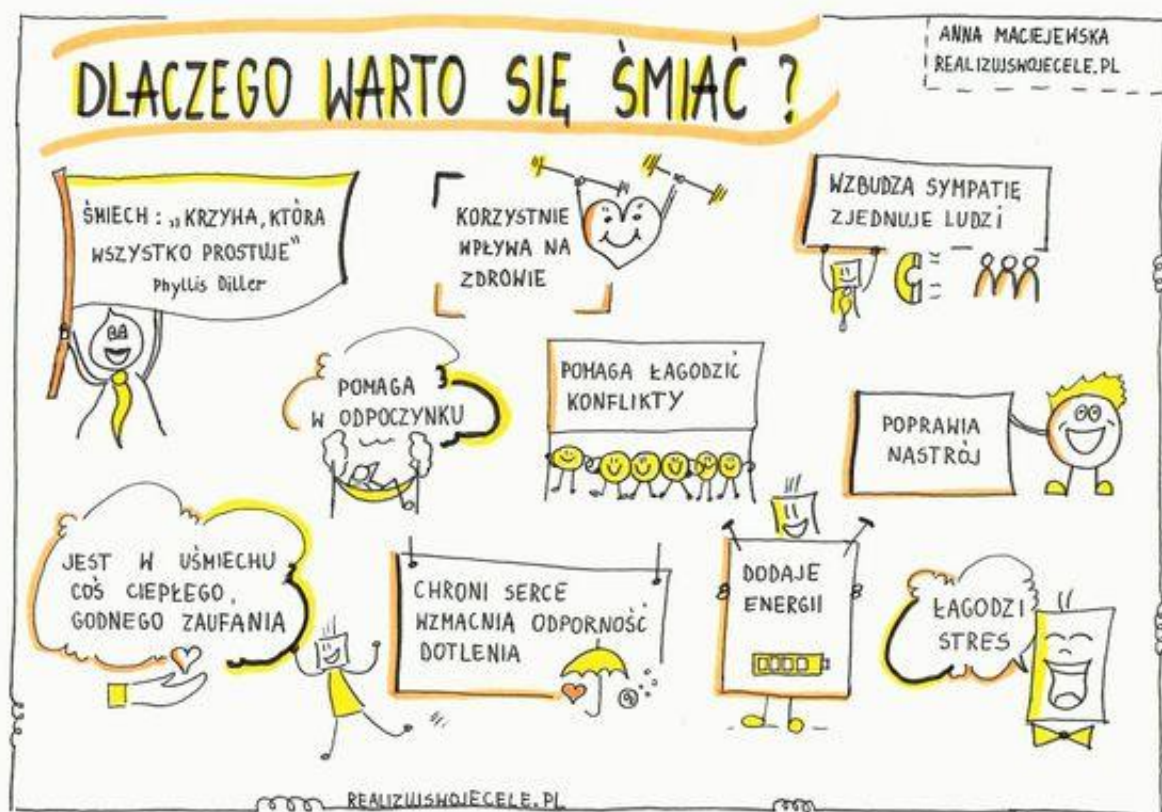 DLACZEGO WARTO SIĘ ŚMIAĆ ?
ANNA MACIEJEWSKA
REALIZUJSWOJECELE.PL
ŚMIECH : „KRZYWA, KTÓRA
WSZYSTKO PROSTUJE"
Phyllis Diller
KORZYSTNIE
WPŁYWA NA
ZDROWIE
WZBUDZA SYMPATIĘ
ZJEDNUJE LUDZI
POMAGA
W ODPOCZYNKU
POMAGA ŁAGODZIĆ
KONFLIKTY
POPRAWIA
NASTRÓJ
JEST W UŚMIECHU
COŚ CIEPŁEGO,
GODNEGO ZAUFANIA
CHRONI SERCE
WZMACNIA ODPORNOŚĆ
DOTLENIA
DODAJE
ENERGII
ŁAGODZI
STRES
REALIZUJSWOJECELE.PL